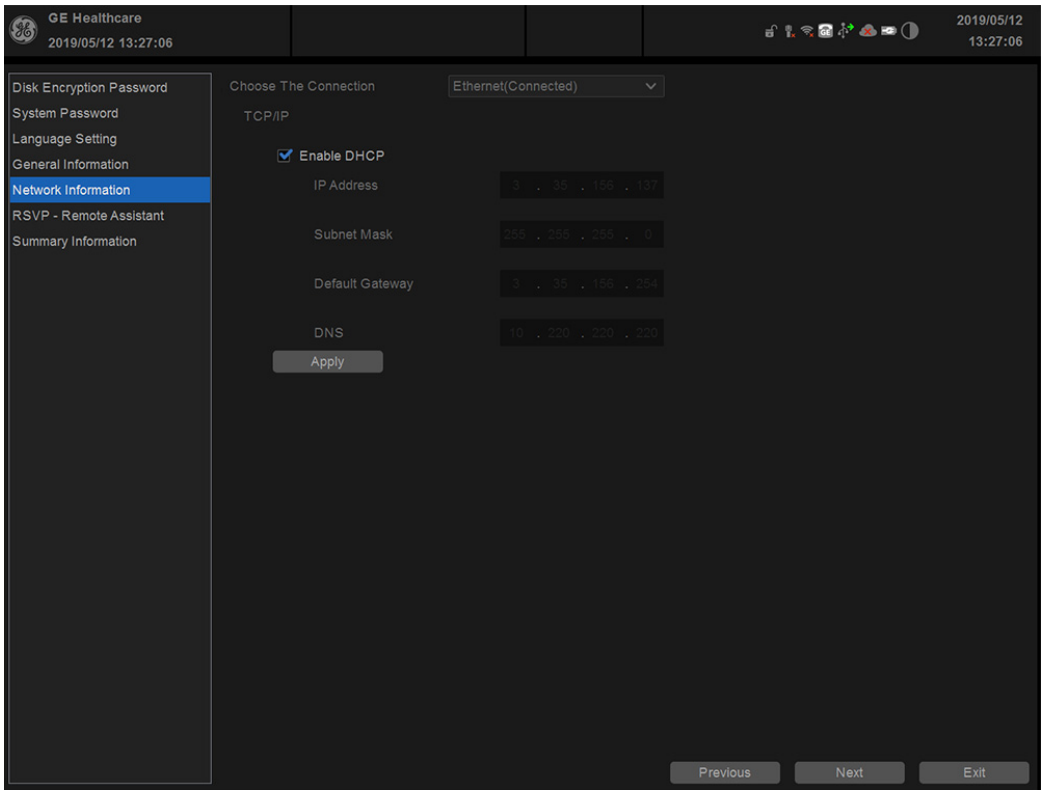 GE Healthcare
2019/05/12 13:27:06
GE
2019/05/12
13:27:06
Disk Encryption Password
System Password
Language Setting
General Information
Network Information
RSVP - Remote Assistant
Summary Information
Choose The Connection Ethernet(Connected)
TCP/IP
Enable DHCP
IP Address 3 . 35 . 156 . 137
Subnet Mask 255 . 255 . 255 . 0
Default Gateway 3 . 35 . 156 . 254
DNS 10 . 220 . 220 . 220
Apply
Previous Next Exit